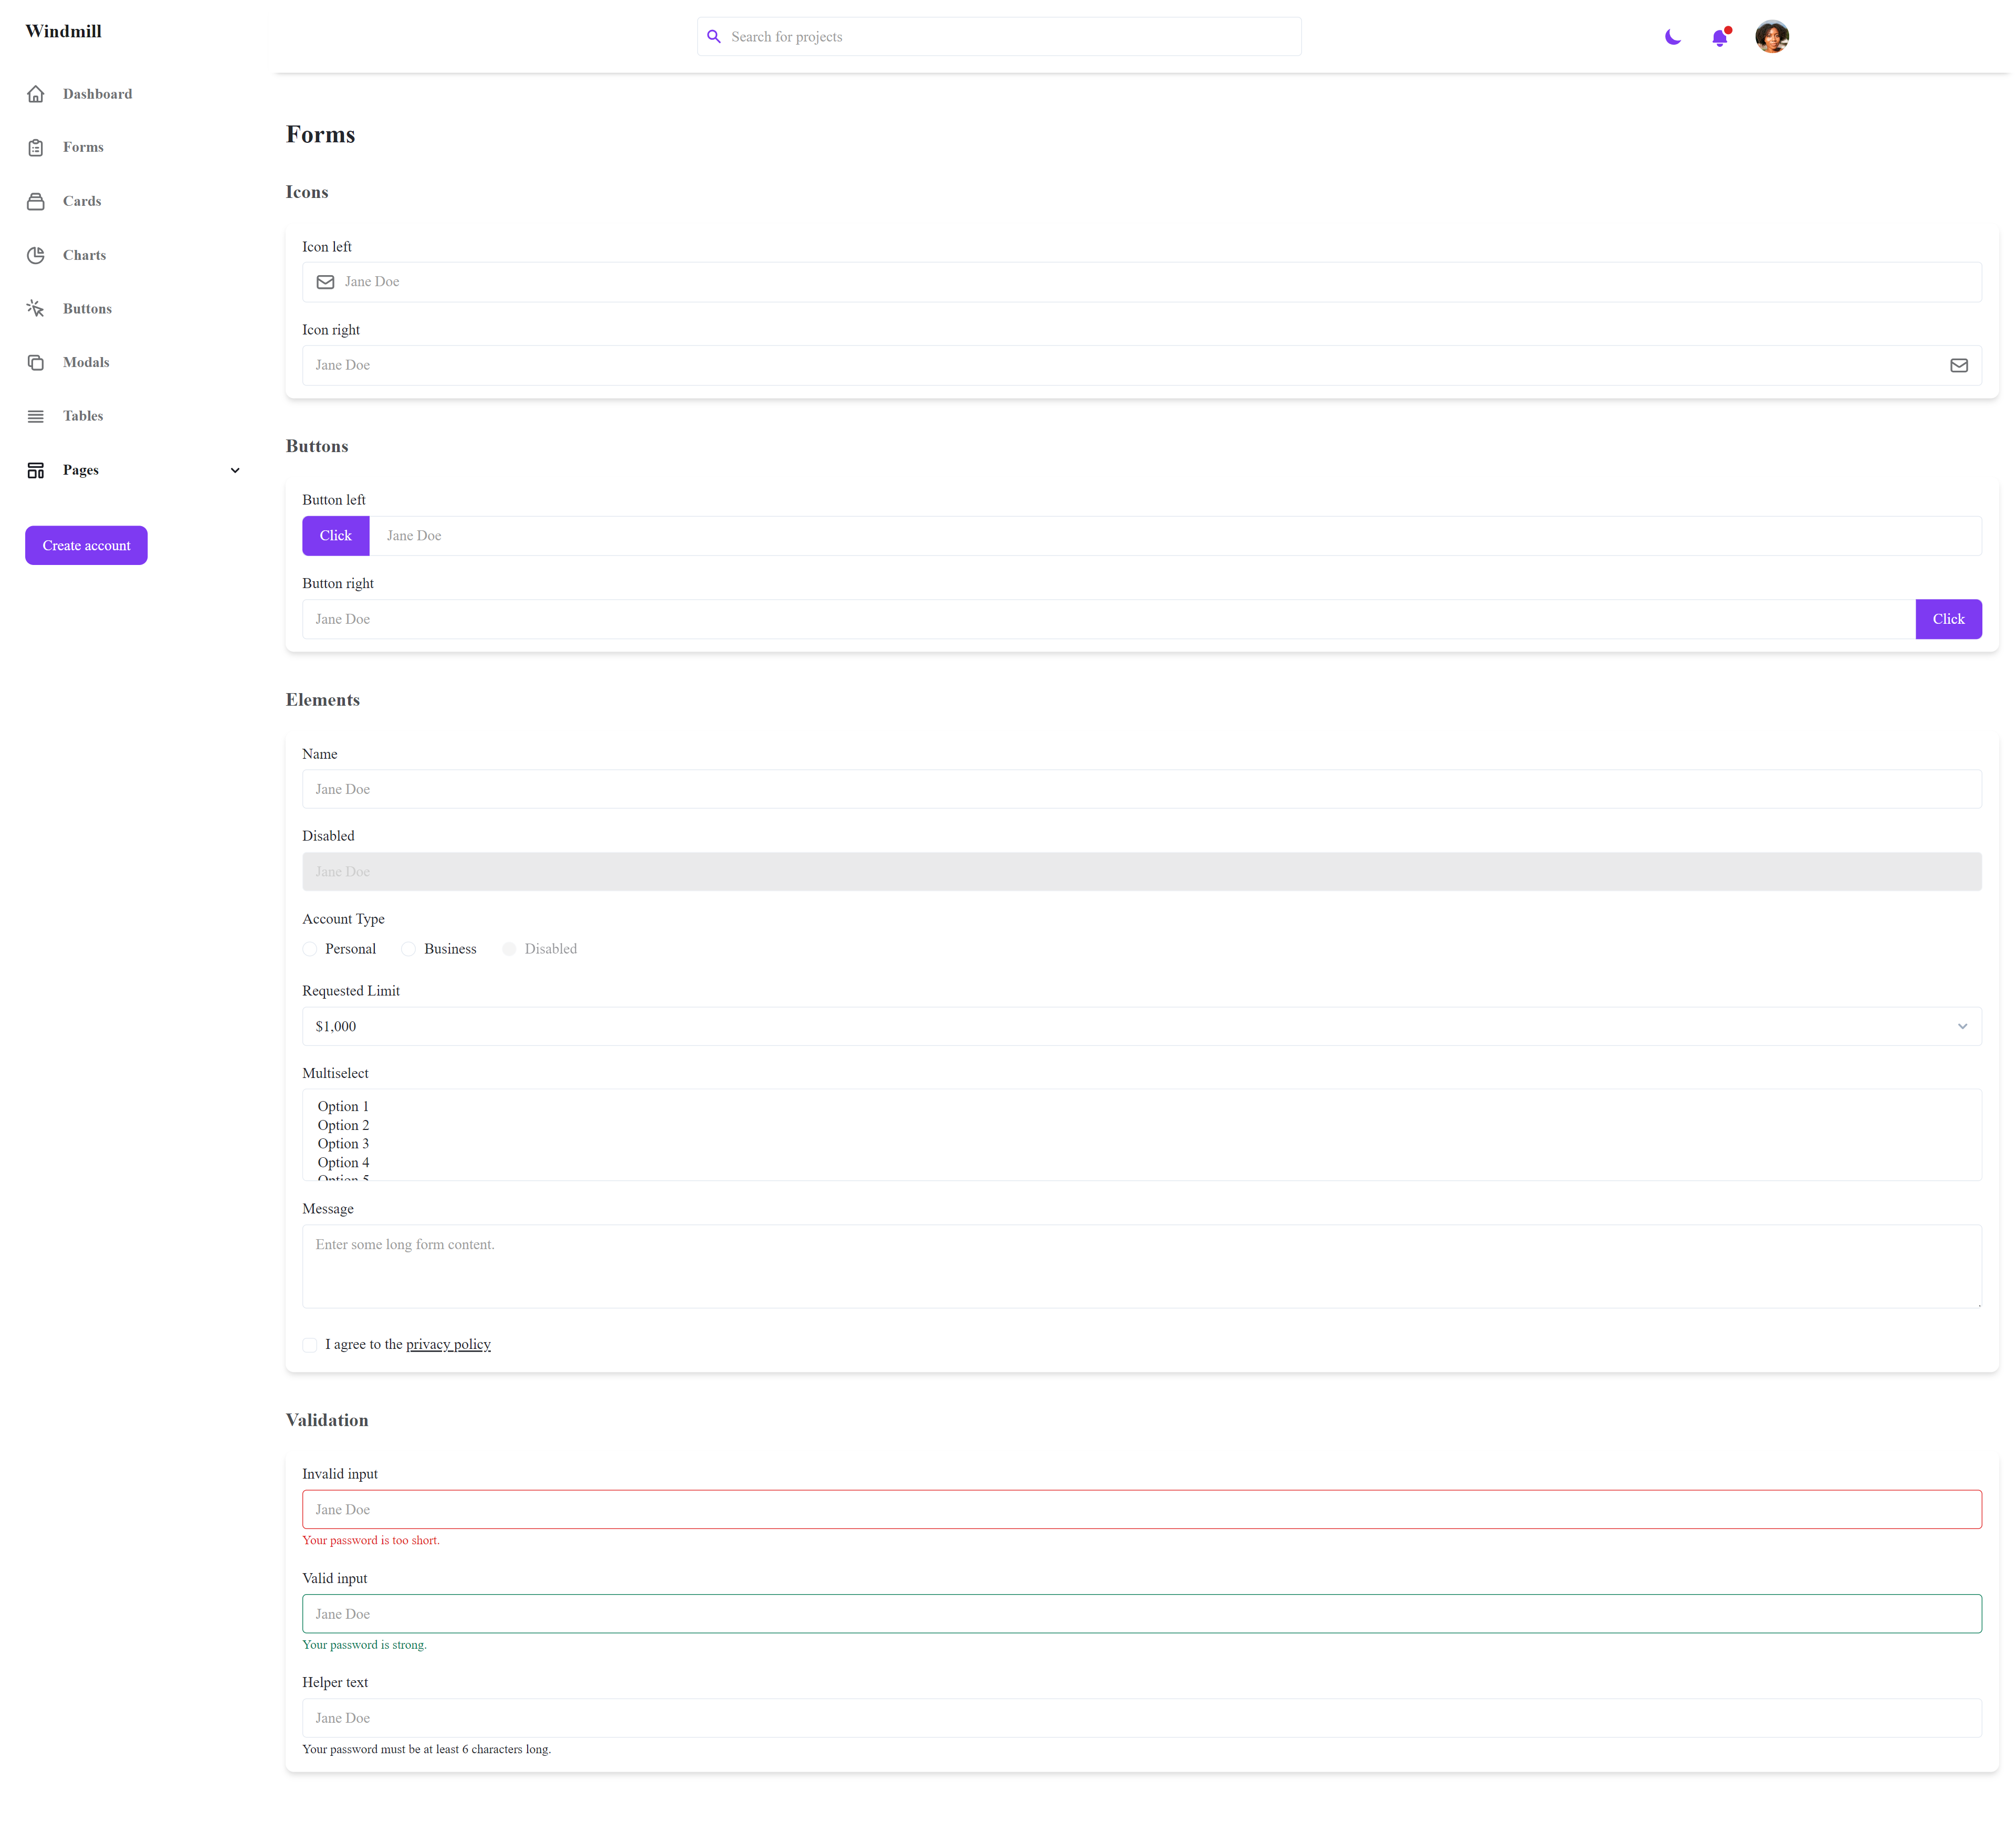 Windmill
Search for projects
Dashboard
Forms
Cards
Charts
Buttons
Modals
Tables
Pages
Create account
Forms
Icons
Icon left
Jane Doe
Icon right
Jane Doe
Buttons
Button left
Click Jane Doe
Button right
Jane Doe Click
Elements
Name
Jane Doe
Disabled
Jane Doe
Account Type
Personal Business Disabled
Requested Limit
$1,000
Multiselect
Option 1
Option 2
Option 3
Option 4
Option 5
Message
Enter some long form content.
I agree to the privacy policy
Validation
Invalid input
Jane Doe
Your password is too short.
Valid input
Jane Doe
Your password is strong.
Helper text
Jane Doe
Your password must be at least 6 characters long.